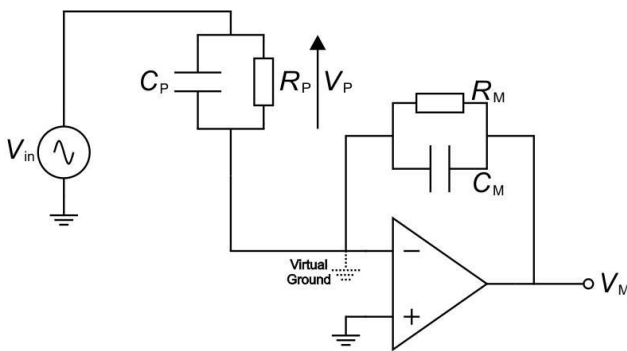 C_P
R_P
V_P
V_in
R_M
C_M
Virtual
Ground
−
+
V_M